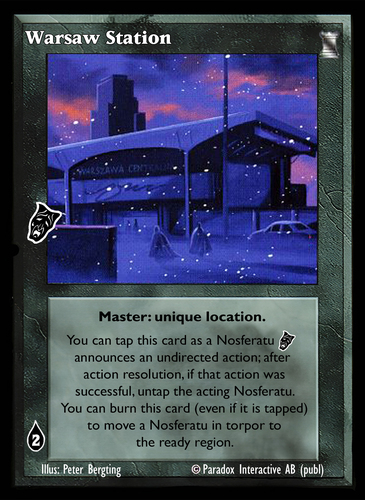 Warsaw Station
WARSZAWA CENTRALNA
Master: unique location.
You can tap this card as a Nosferatu
announces an undirected action; after
action resolution, if that action was
successful, untap the acting Nosferatu.
You can burn this card (even if it is tapped)
to move a Nosferatu in torpor to
the ready region.
2
Illus: Peter Bergting © Paradox Interactive AB (publ)